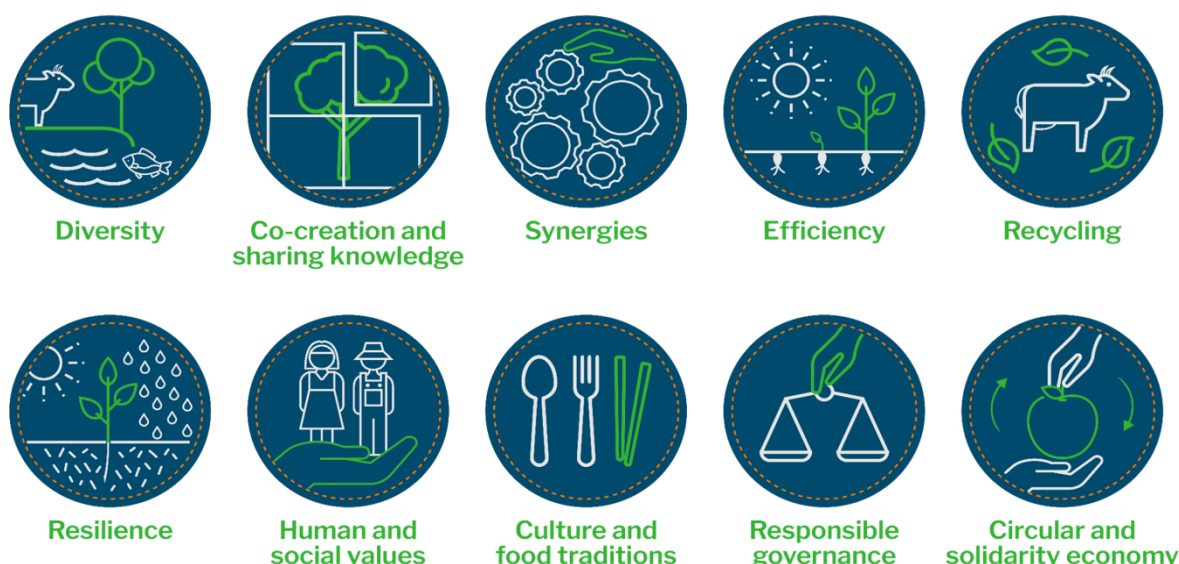 Diversity
Co-creation and
sharing knowledge
Synergies
Efficiency
Recycling
Resilience
Human and
social values
Culture and
food traditions
Responsible
governance
Circular and
solidarity economy